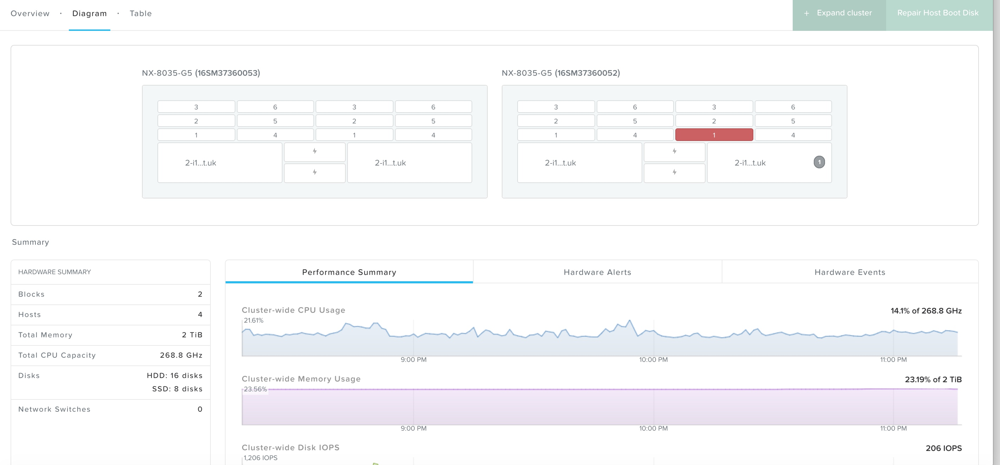 Overview · Diagram · Table
+ Expand cluster
Repair Host Boot Disk
NX-8035-G5 (16SM37360053)
3 6 3 6
2 5 2 5
1 4 1 4
2-i1...t.uk 2-i1...t.uk
NX-8035-G5 (16SM37360052)
3 6 3 6
2 5 2 5
1 4 1 4
2-i1...t.uk 2-i1...t.uk 1
Summary
HARDWARE SUMMARY
Blocks 2
Hosts 4
Total Memory 2 TiB
Total CPU Capacity 268.8 GHz
Disks HDD: 16 disks
SSD: 8 disks
Network Switches 0
Performance Summary
Hardware Alerts
Hardware Events
Cluster-wide CPU Usage 14.1% of 268.8 GHz
21.61%
9:00 PM 10:00 PM 11:00 PM
Cluster-wide Memory Usage 23.19% of 2 TiB
23.56%
9:00 PM 10:00 PM 11:00 PM
Cluster-wide Disk IOPS 206 IOPS
1,206 IOPS